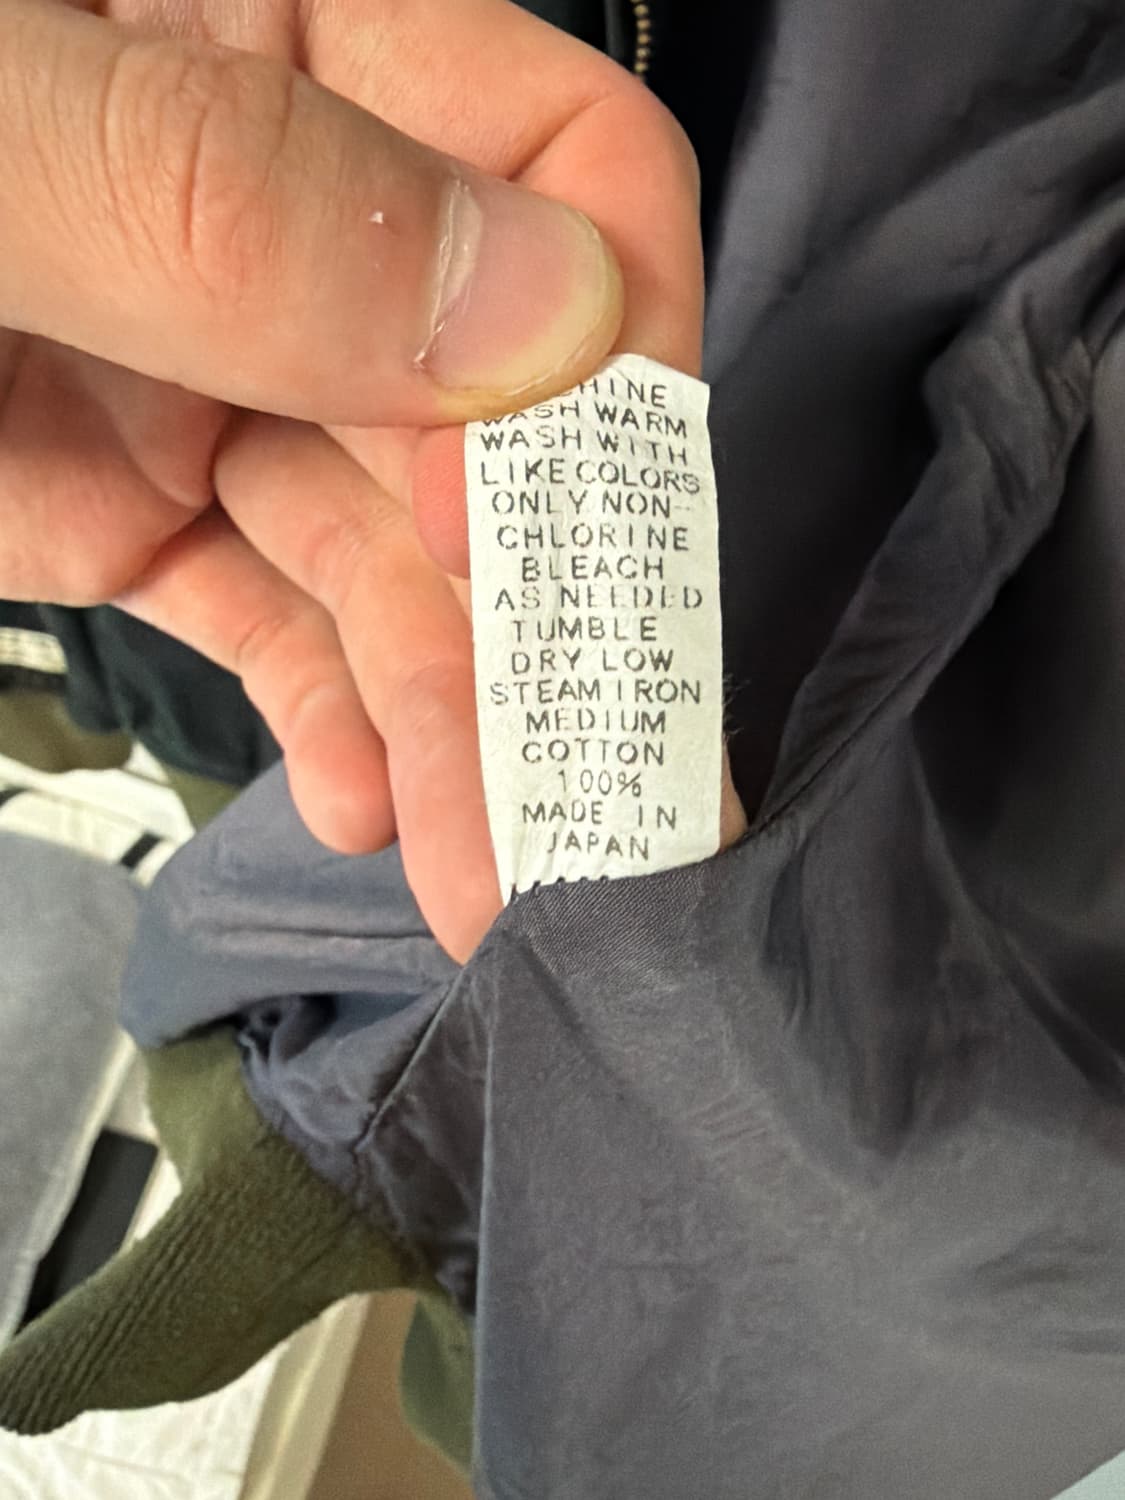 WASH WARM
WASH WITH
LIKE COLORS
ONLY NON-
CHLORINE
BLEACH
AS NEEDED
TUMBLE
DRY LOW
STEAM IRON
MEDIUM
COTTON
100%
MADE IN
JAPAN